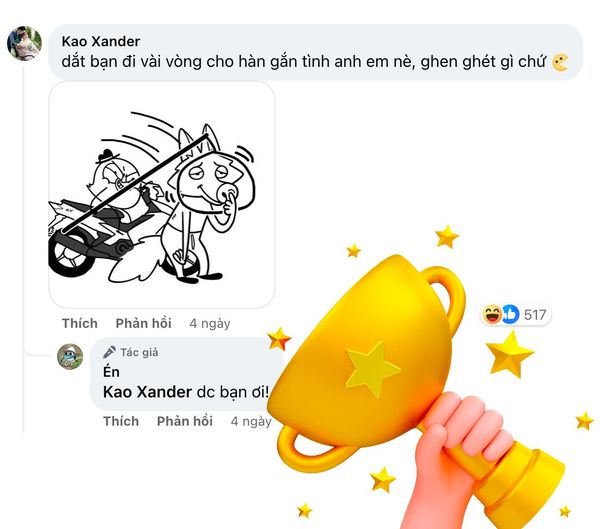 Kao Xander
dắt bạn đi vài vòng cho hàn gắn tình anh em nè, ghen ghét gì chứ
Thích Phản hồi 4 ngày
517
Tác giả
Én
Kao Xander dc bạn ơi!
Thích Phản hồi 4 ngày